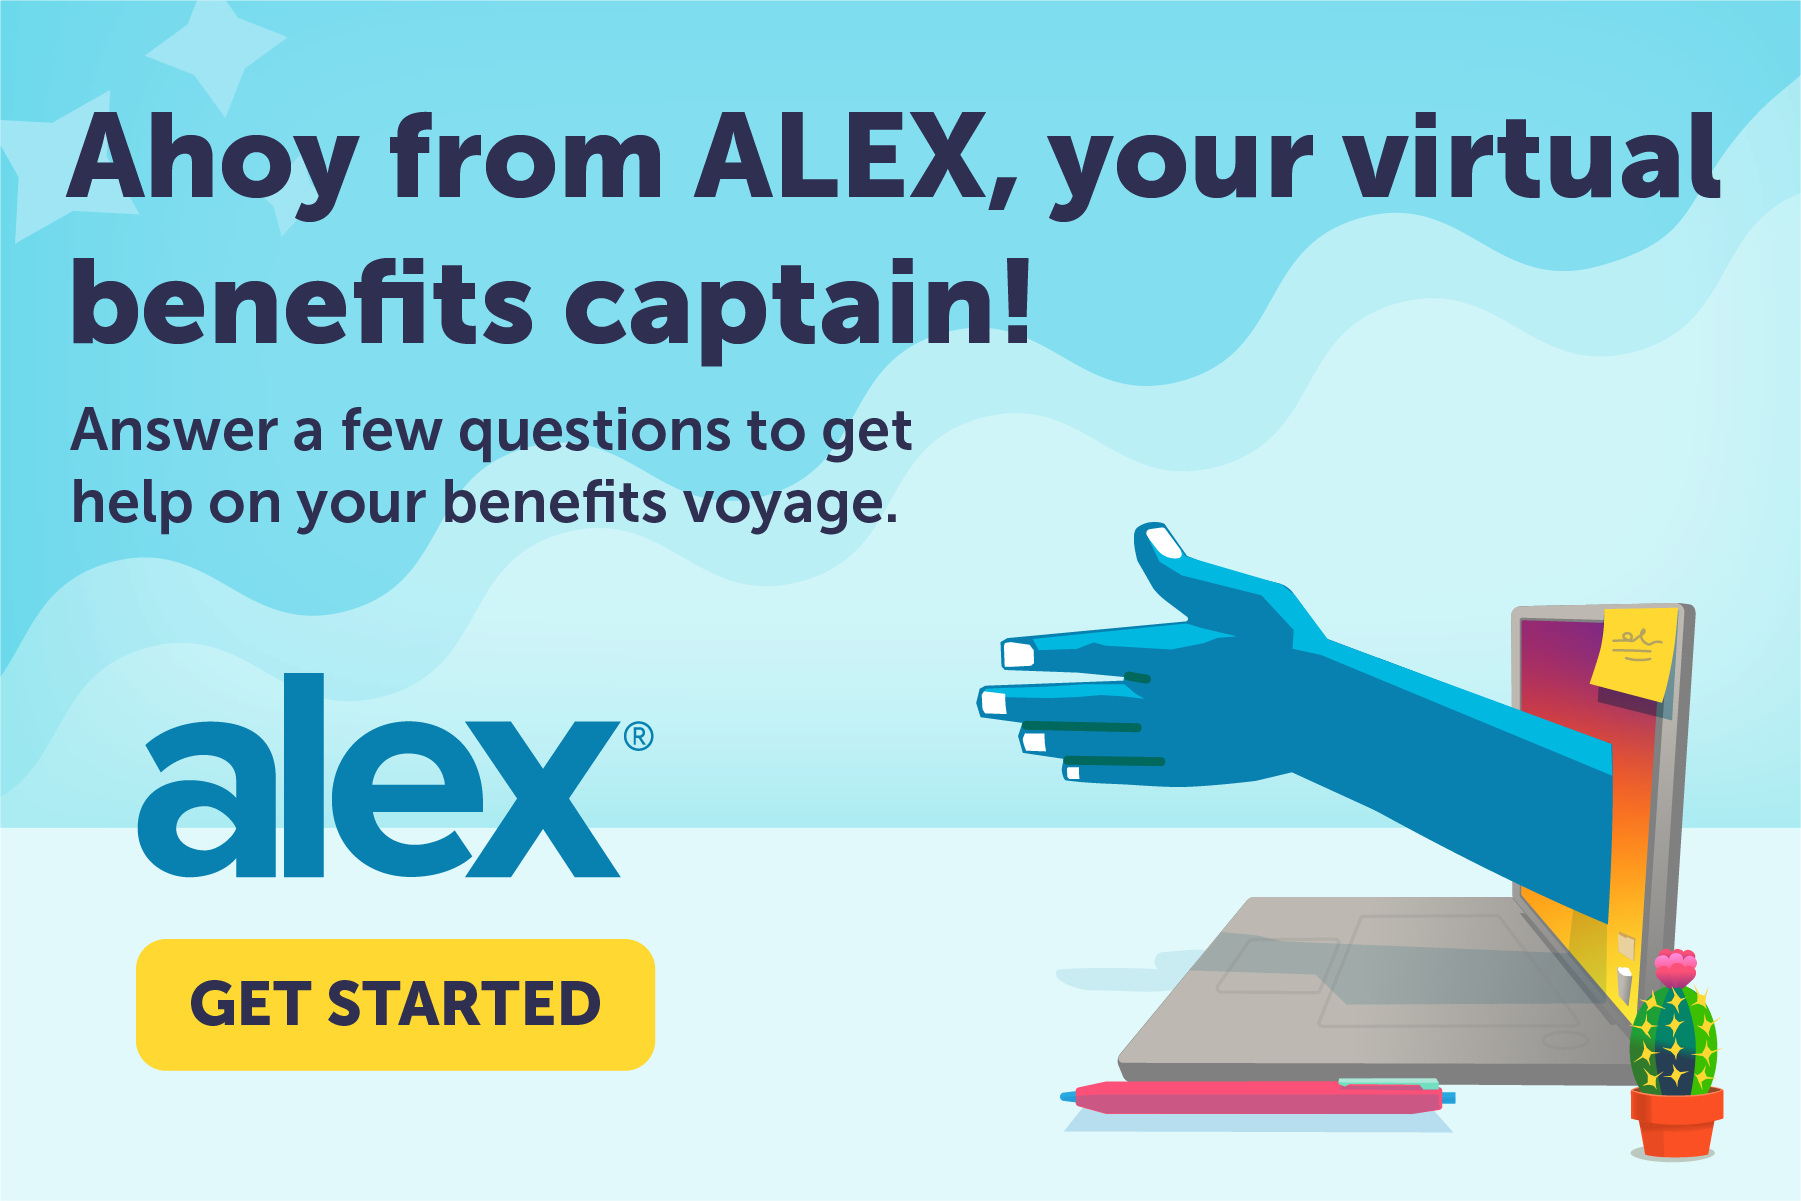 Ahoy from ALEX, your virtual
benefits captain!
Answer a few questions to get
help on your benefits voyage.
alex®
GET STARTED